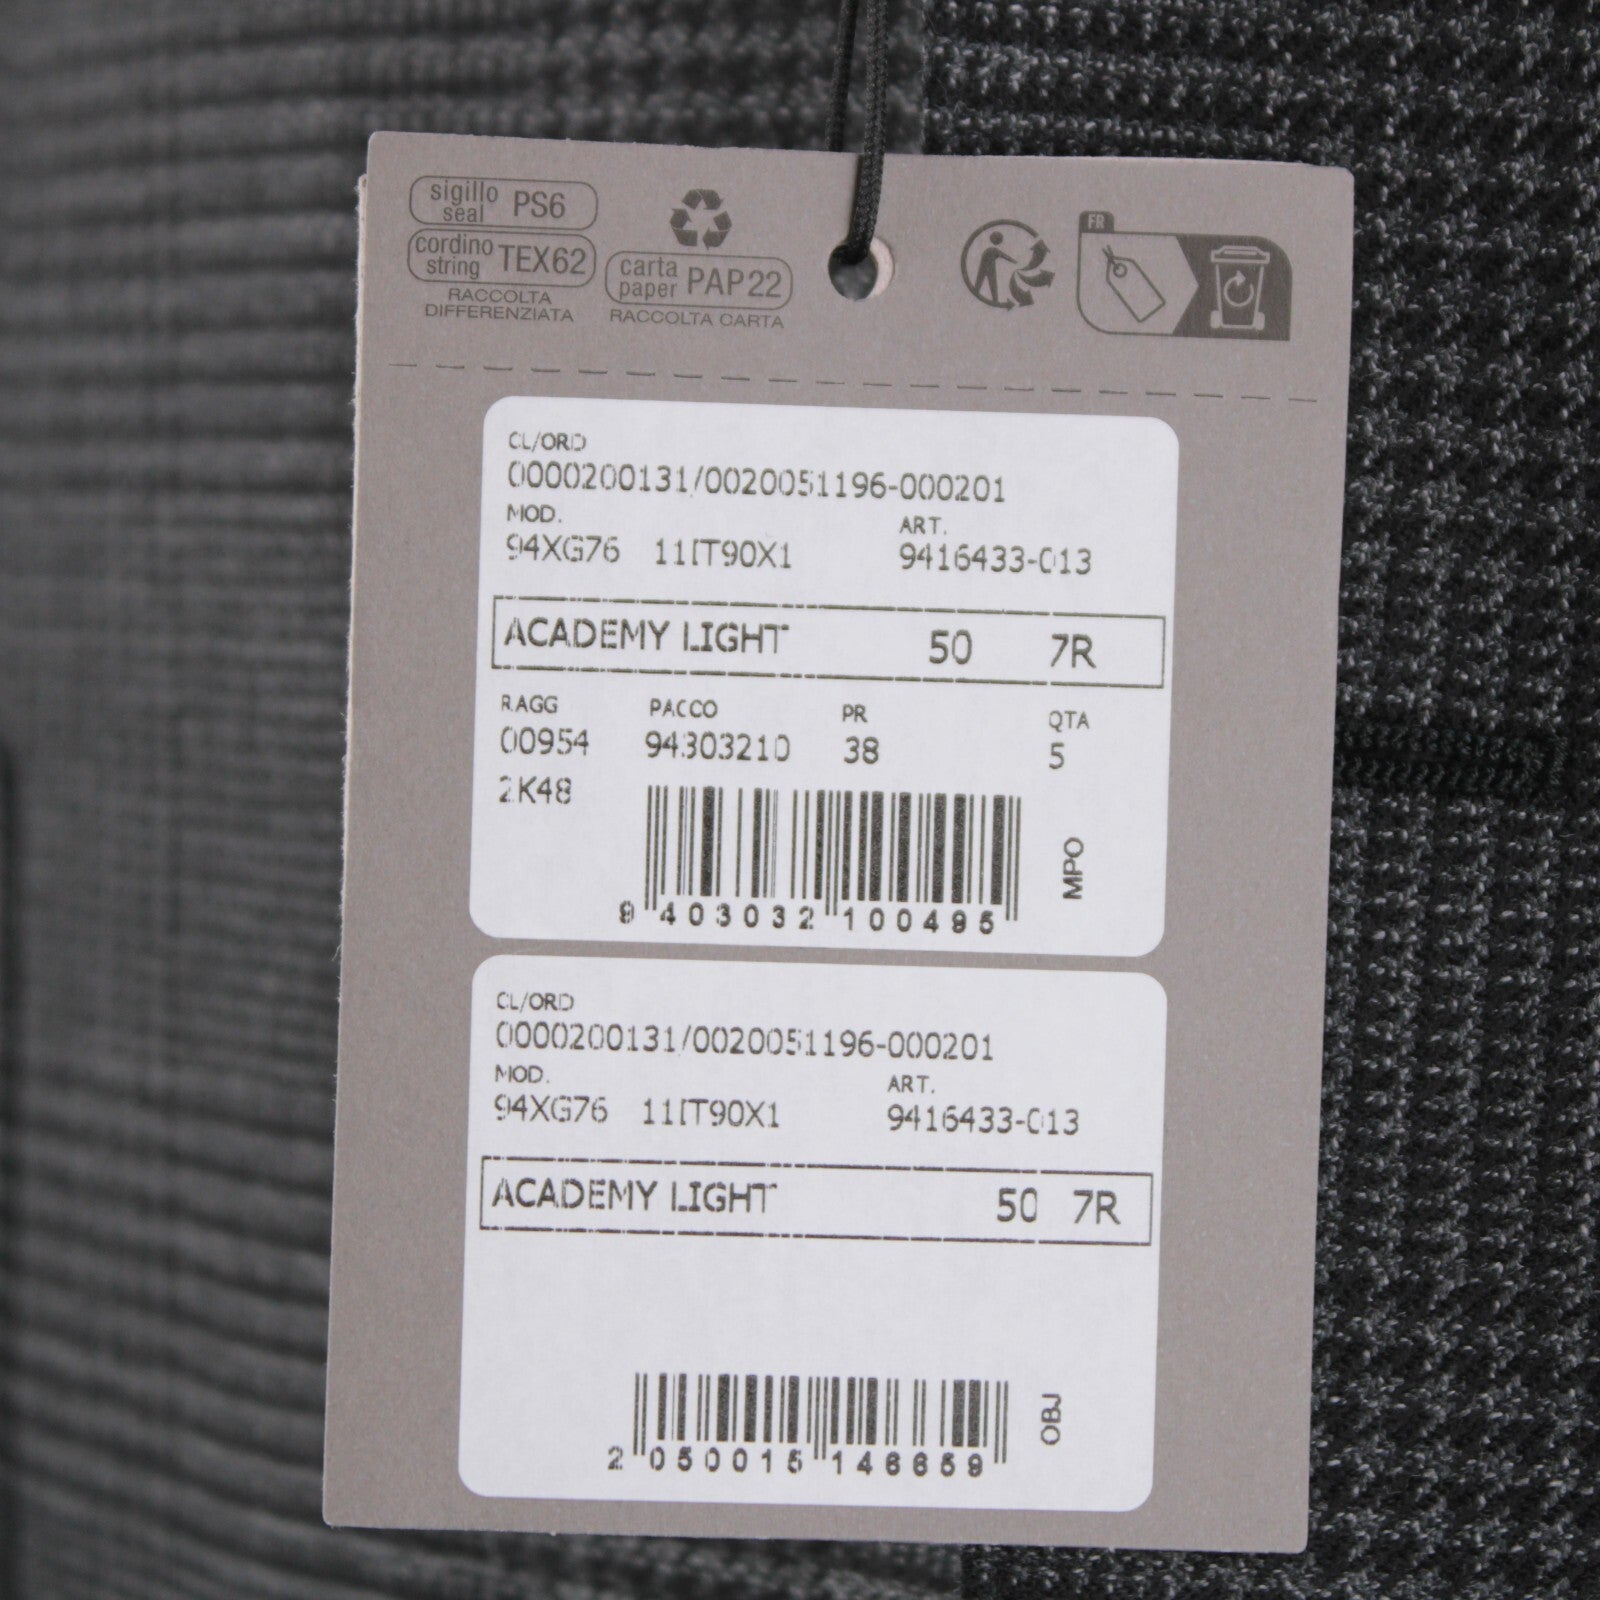 sigillo
seal PS6
cordino
string TEX62
RACCOLTA
DIFFERENZIATA
carta
paper PAP22
RACCOLTA CARTA
FR
CL/ORD
0000200131/0020051196-000201
MOD. ART.
94XG76 11IT90X1 9416433-013
ACADEMY LIGHT 50 7R
RAGG PACCO PR QTA
00954 94303210 38 5
2K48
MPO
9 403032 100495
CL/ORD
0000200131/0020051196-000201
MOD. ART.
94XG76 11IT90X1 9416433-013
ACADEMY LIGHT 50 7R
OBJ
2 050015 146659